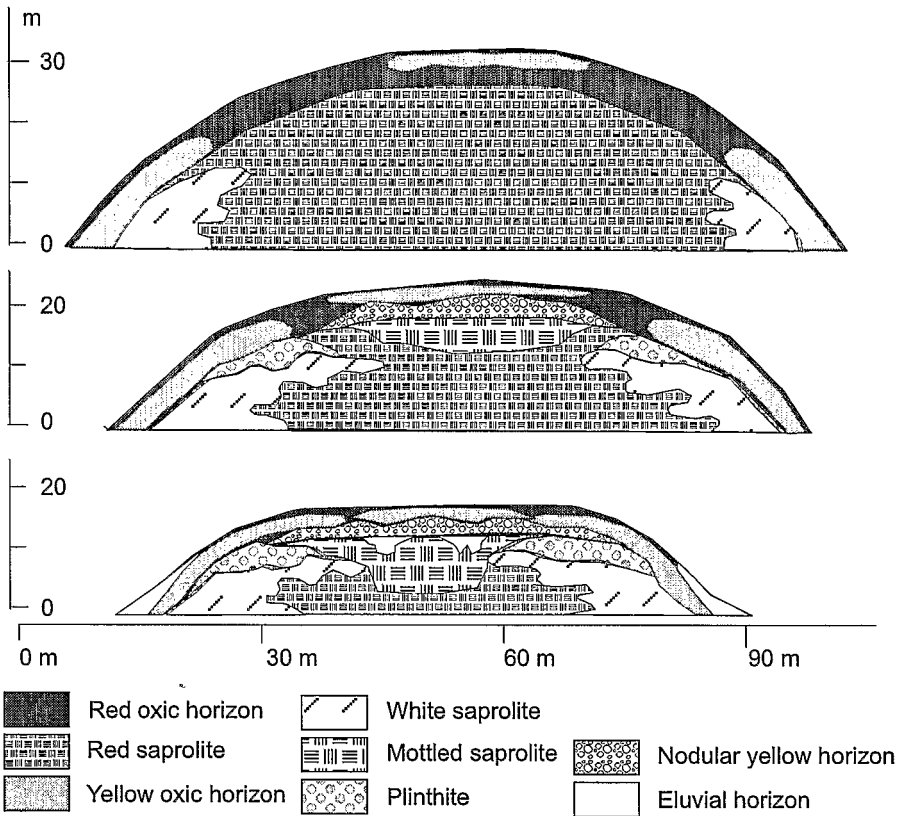 m
30
0
20
0
20
0
0 m 30 m 60 m 90 m
Red oxic horizon
Red saprolite
Yellow oxic horizon
White saprolite
Mottled saprolite
Plinthite
Nodular yellow horizon
Eluvial horizon